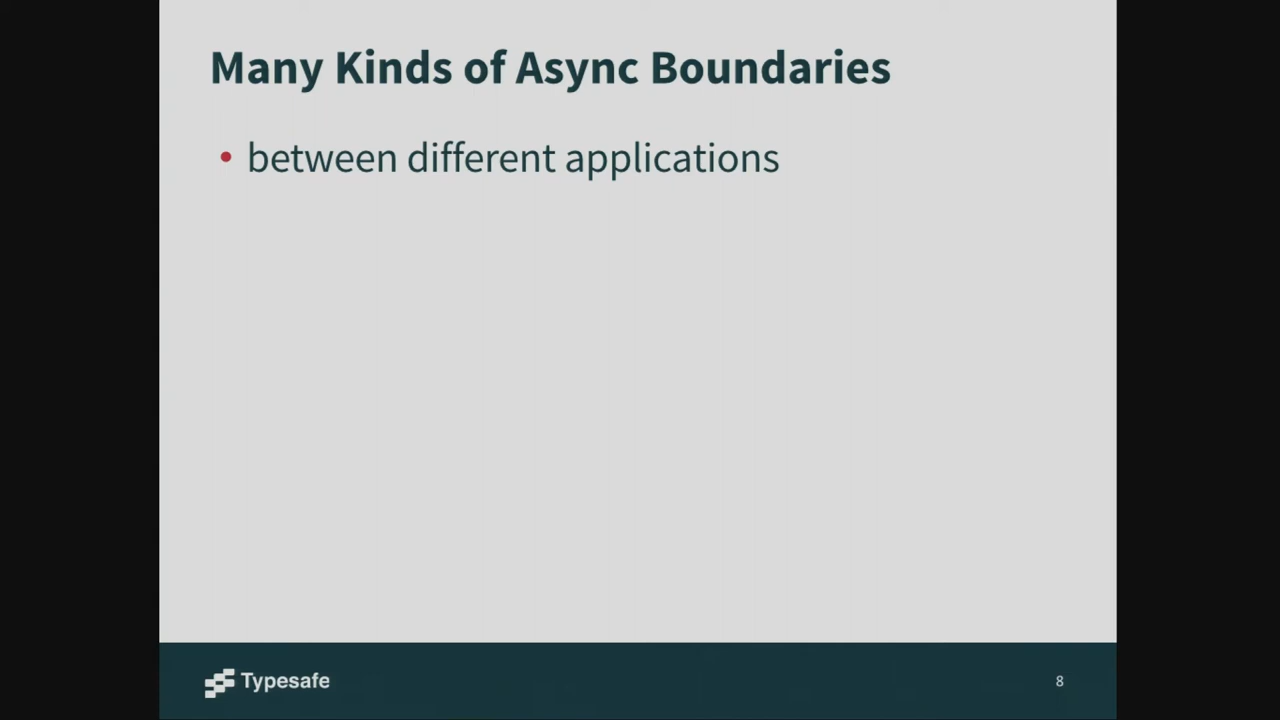 Many Kinds of Async Boundaries
• between different applications
Typesafe
8